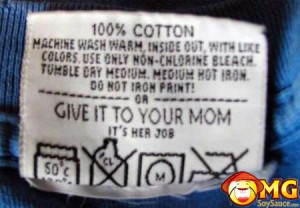 100% COTTON
MACHINE WASH WARM, INSIDE OUT, WITH LIKE
COLORS. USE ONLY NON-CHLORINE BLEACH.
TUMBLE DRY MEDIUM. MEDIUM HOT IRON.
DO NOT IRON PRINT!
OR
GIVE IT TO YOUR MOM
IT'S HER JOB
50°C
CL
M
OMG
SoySauce.com